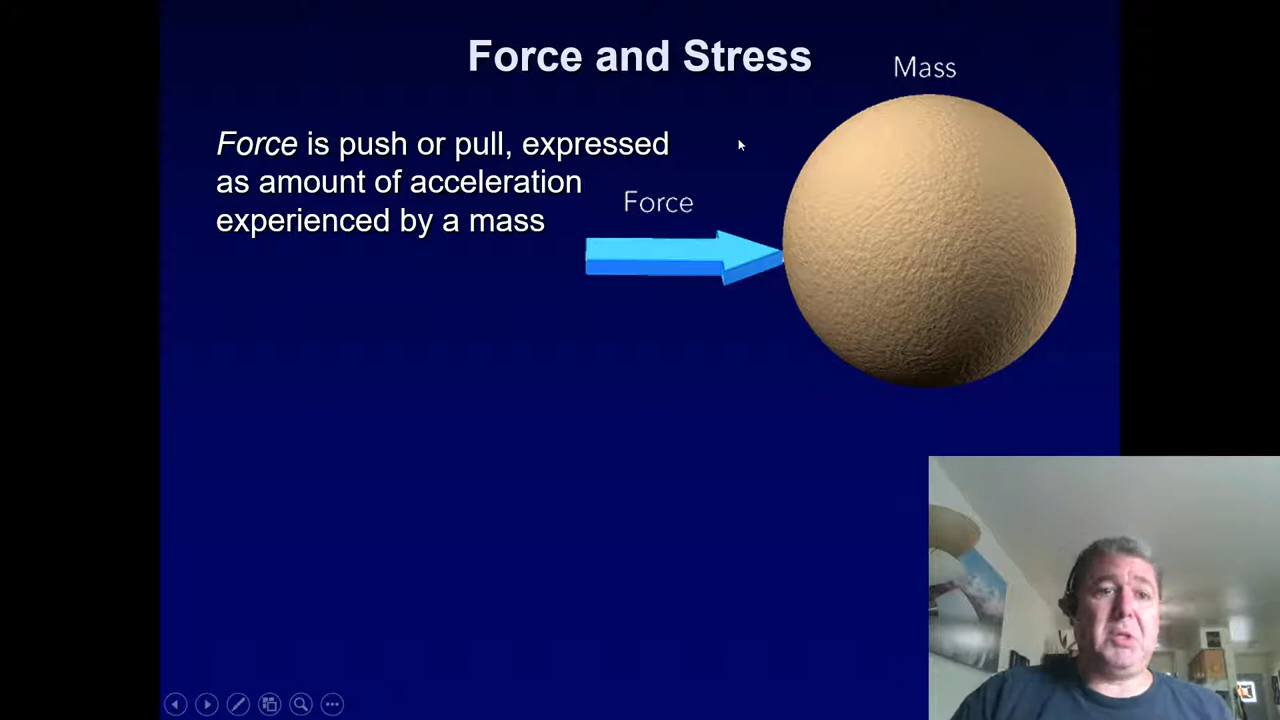 Force and Stress
Mass
Force is push or pull, expressed
as amount of acceleration
experienced by a mass
Force